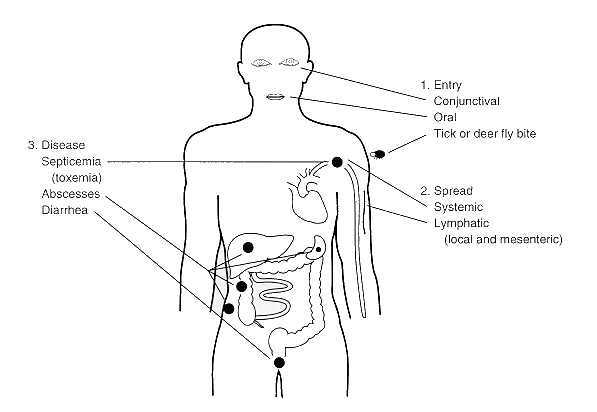 1. Entry
Conjunctival
Oral
Tick or deer fly bite
3. Disease
Septicemia
(toxemia)
Abscesses
Diarrhea
2. Spread
Systemic
Lymphatic
(local and mesenteric)